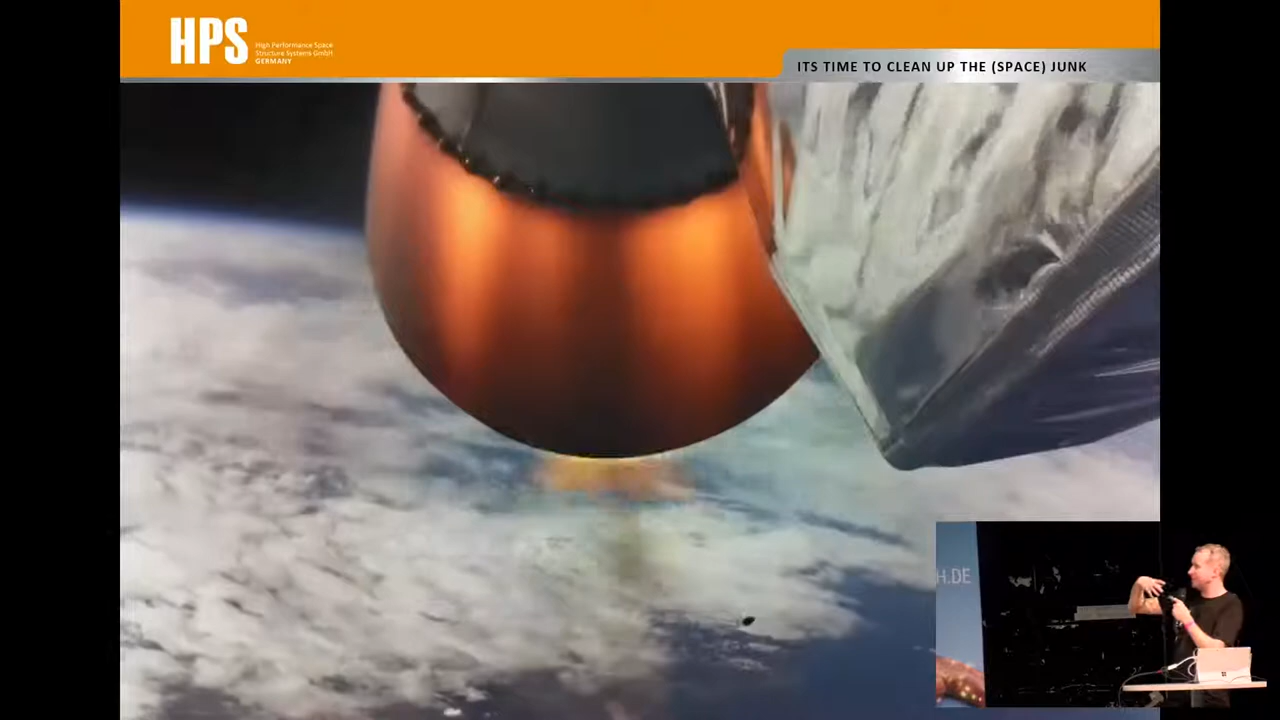 HPS
High Performance Space
Structure Systems GmbH
GERMANY
ITS TIME TO CLEAN UP THE (SPACE) JUNK
H.DE